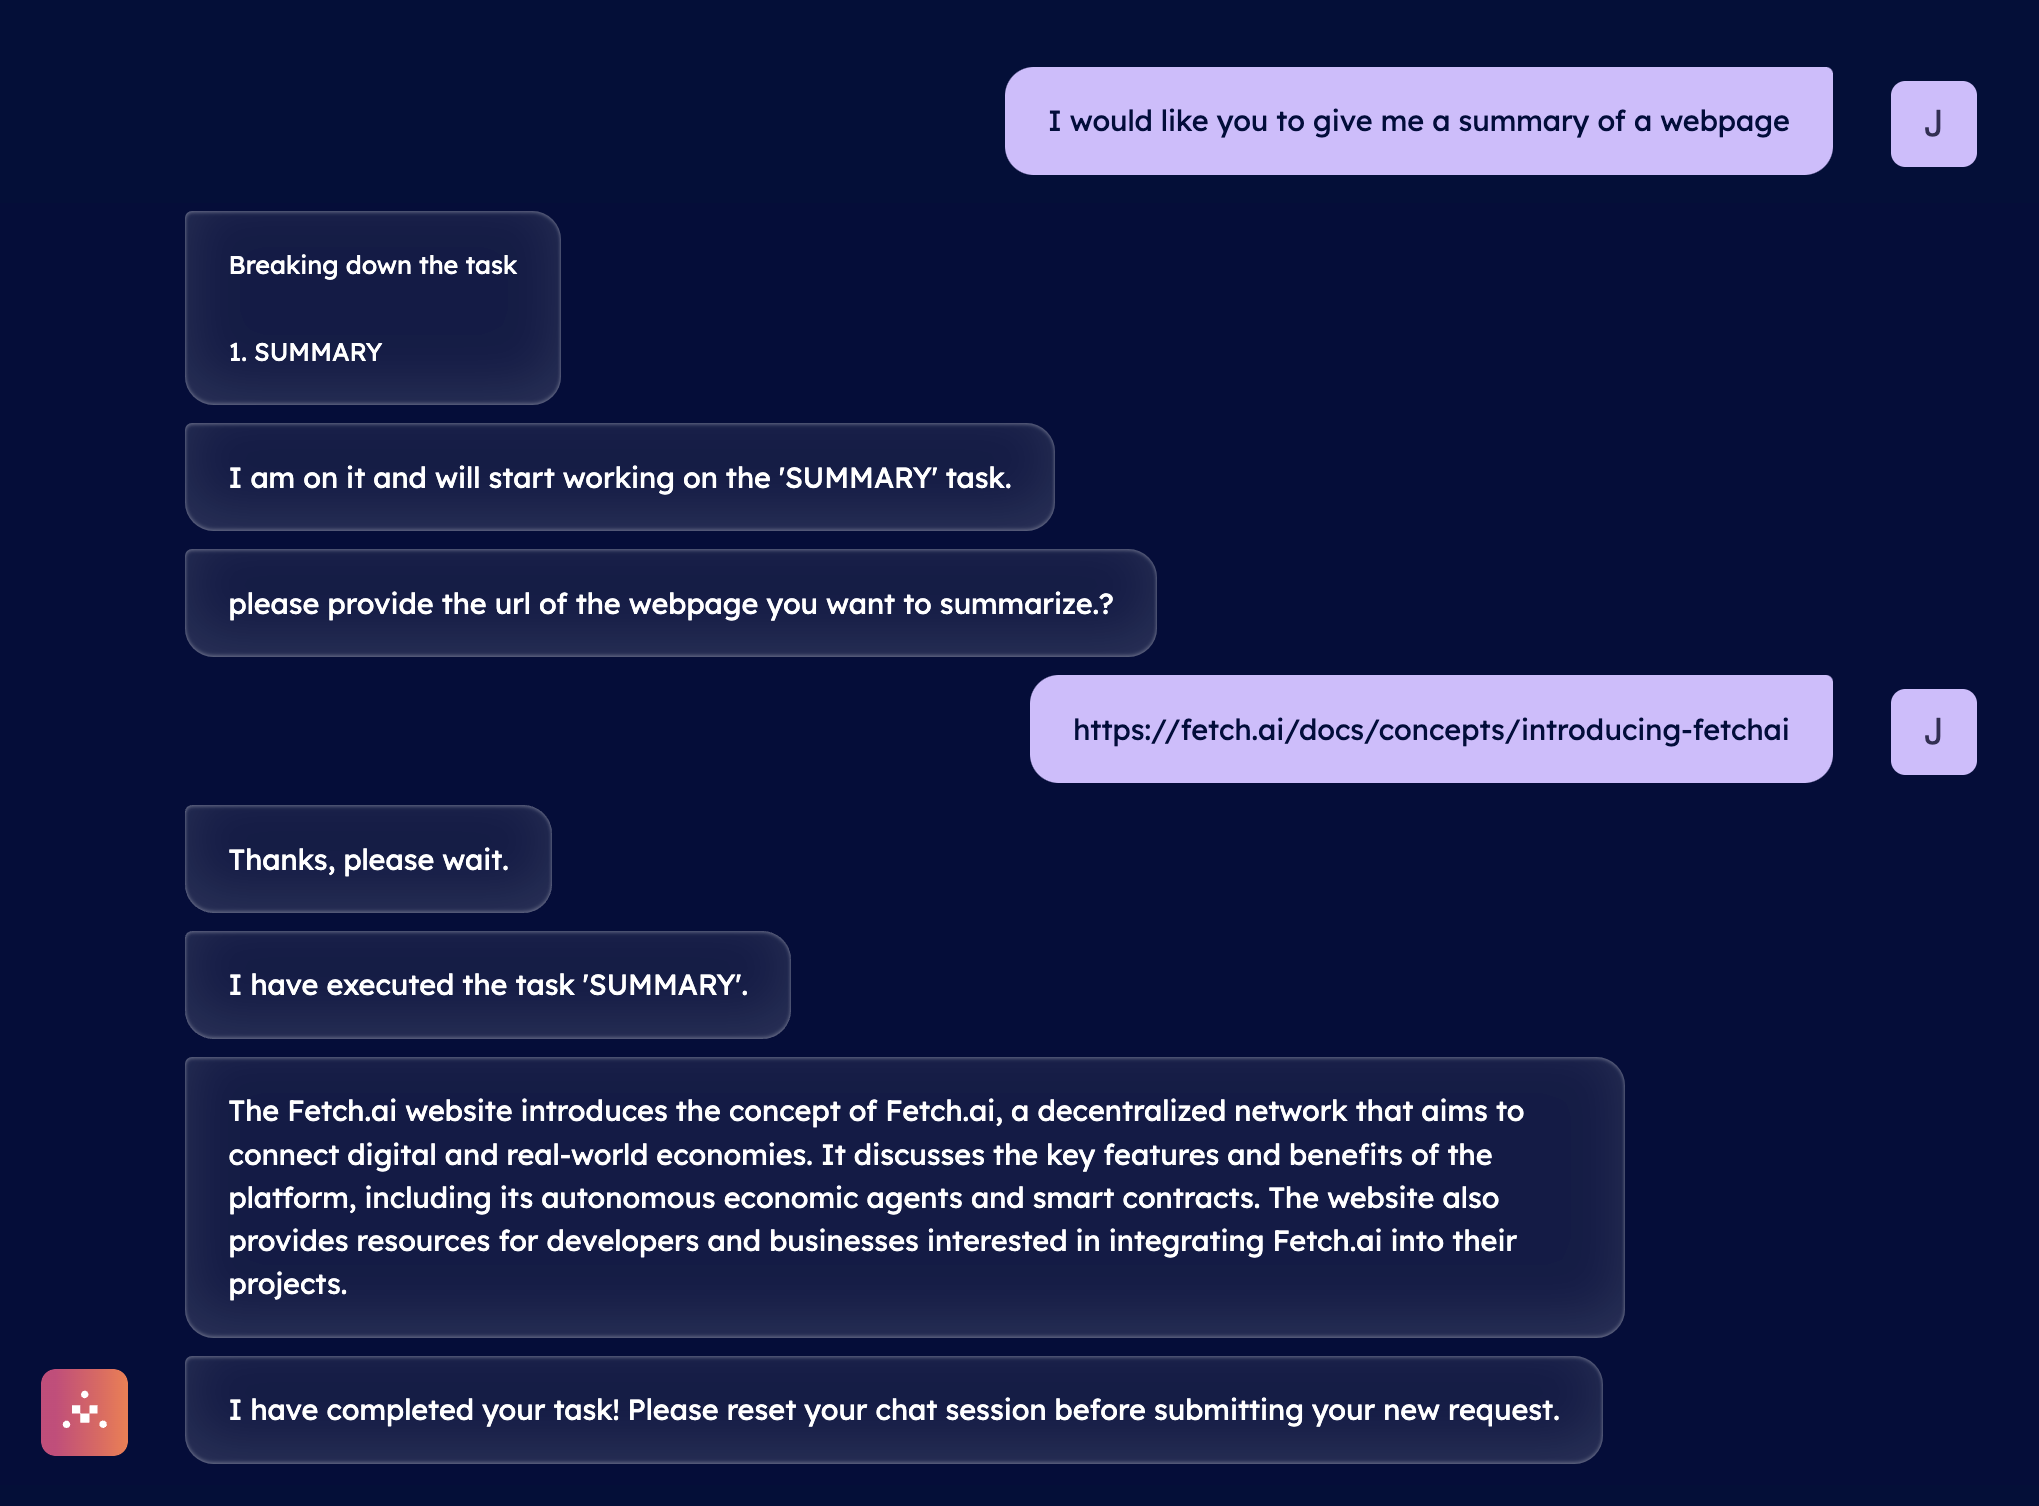 I would like you to give me a summary of a webpage
J
Breaking down the task
1. SUMMARY
I am on it and will start working on the 'SUMMARY' task.
please provide the url of the webpage you want to summarize.?
https://fetch.ai/docs/concepts/introducing-fetchai
J
Thanks, please wait.
I have executed the task 'SUMMARY'.
The Fetch.ai website introduces the concept of Fetch.ai, a decentralized network that aims to
connect digital and real-world economies. It discusses the key features and benefits of the
platform, including its autonomous economic agents and smart contracts. The website also
provides resources for developers and businesses interested in integrating Fetch.ai into their
projects.
I have completed your task! Please reset your chat session before submitting your new request.